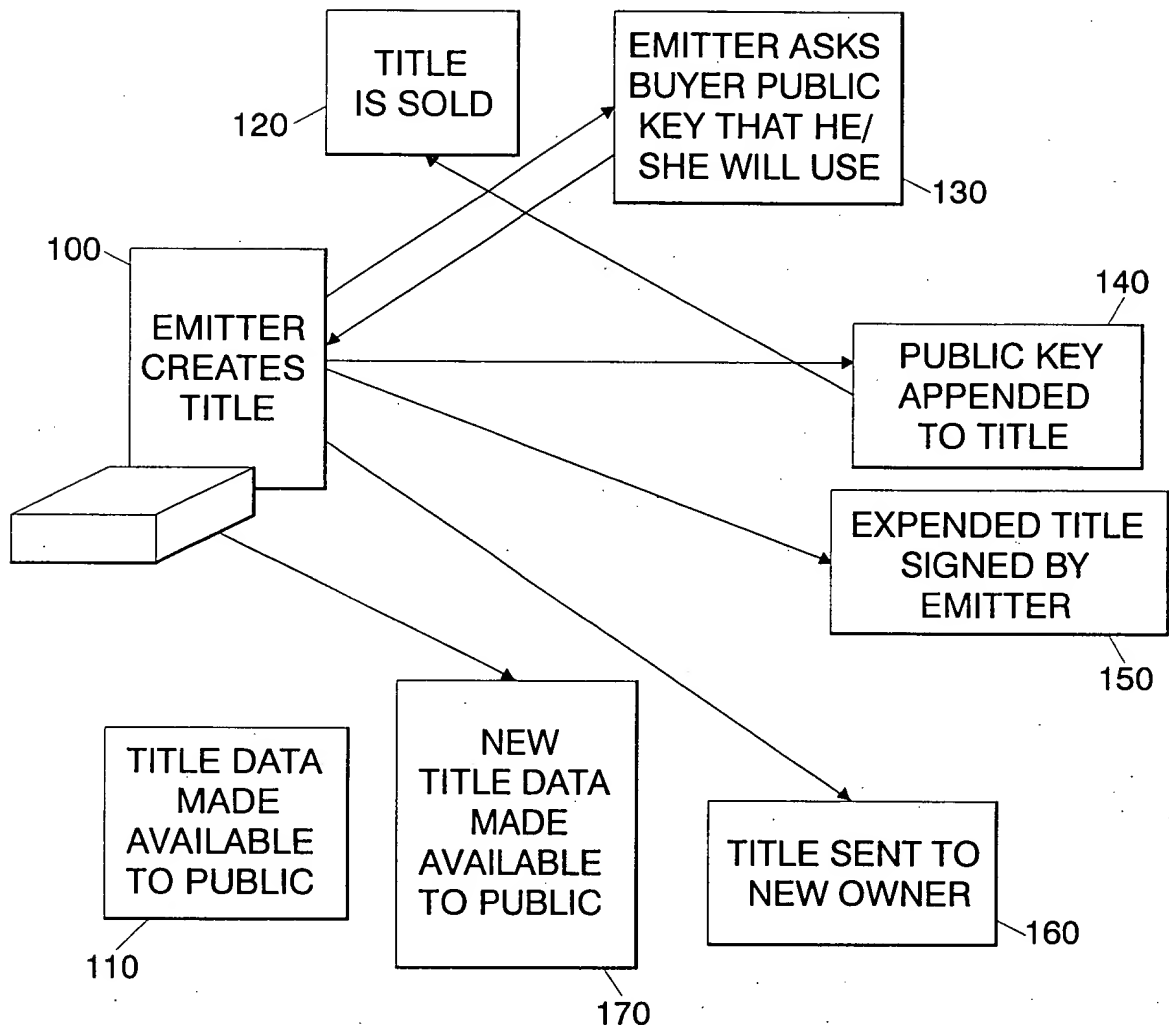 TITLE
IS SOLD
120
EMITTER ASKS
BUYER PUBLIC
KEY THAT HE/
SHE WILL USE
130
100
EMITTER
CREATES
TITLE
140
PUBLIC KEY
APPENDED
TO TITLE
EXPENDED TITLE
SIGNED BY
EMITTER
150
TITLE DATA
MADE
AVAILABLE
TO PUBLIC
110
NEW
TITLE DATA
MADE
AVAILABLE
TO PUBLIC
170
TITLE SENT TO
NEW OWNER
160